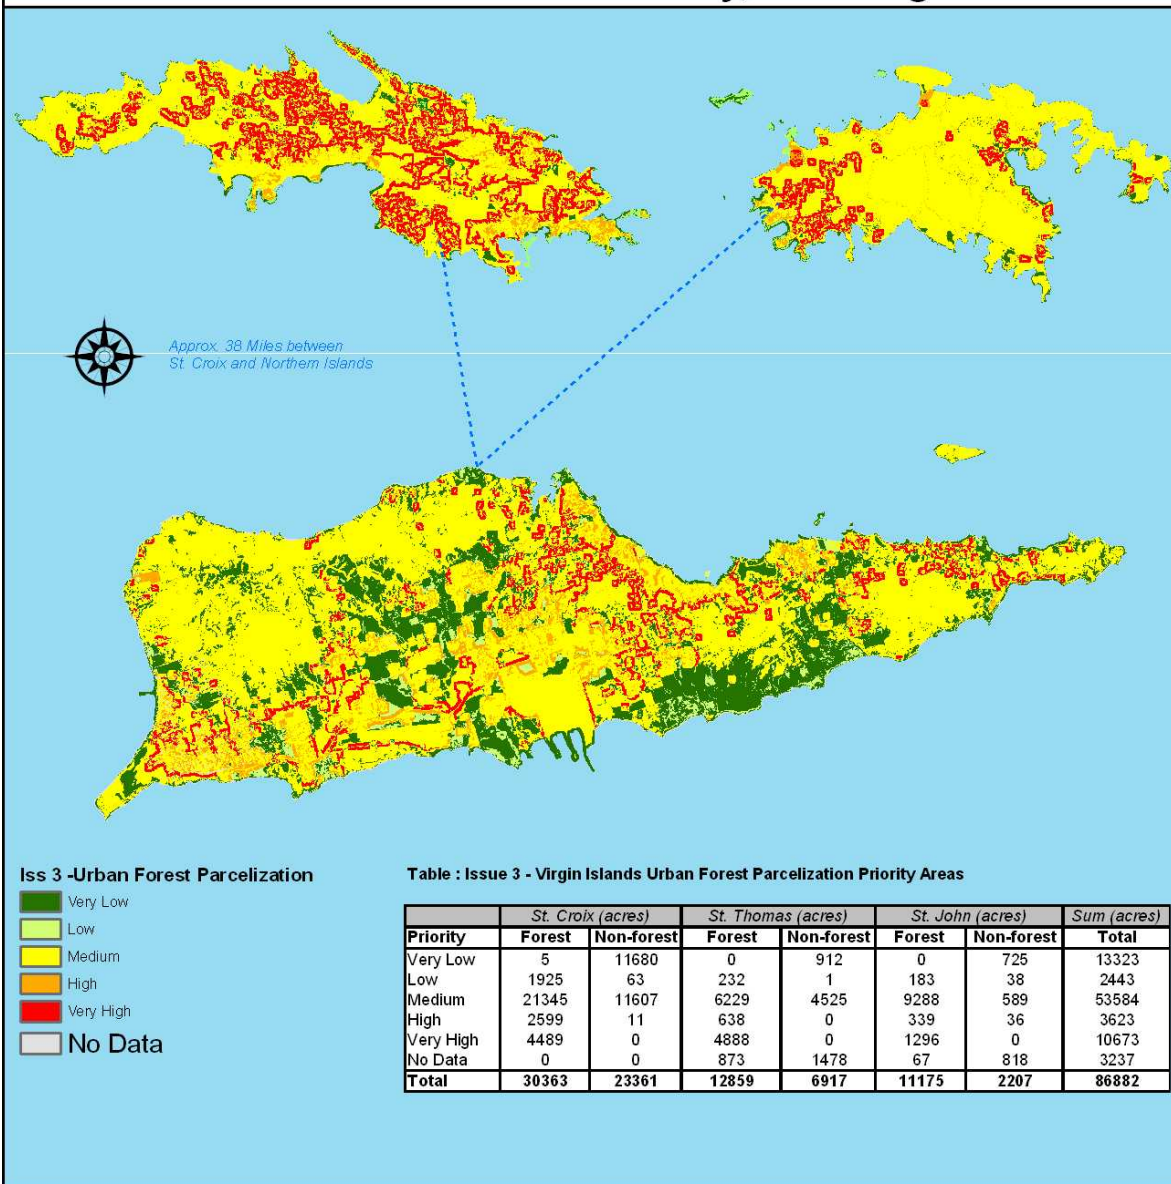 Approx. 38 Miles between
St. Croix and Northern Islands
Iss 3 -Urban Forest Parcelization
Very Low
Low
Medium
High
Very High
No Data
Table : Issue 3 - Virgin Islands Urban Forest Parcelization Priority Areas
St. Croix (acres) St. Thomas (acres) St. John (acres) Sum (acres)
Priority Forest Non-forest Forest Non-forest Forest Non-forest Total
Very Low 5 11680 0 912 0 725 13323
Low 1925 63 232 1 183 38 2443
Medium 21345 11607 6229 4525 9288 589 53584
High 2599 11 638 0 339 36 3623
Very High 4489 0 4888 0 1296 0 10673
No Data 0 0 873 1478 67 818 3237
Total 30363 23361 12859 6917 11175 2207 86882